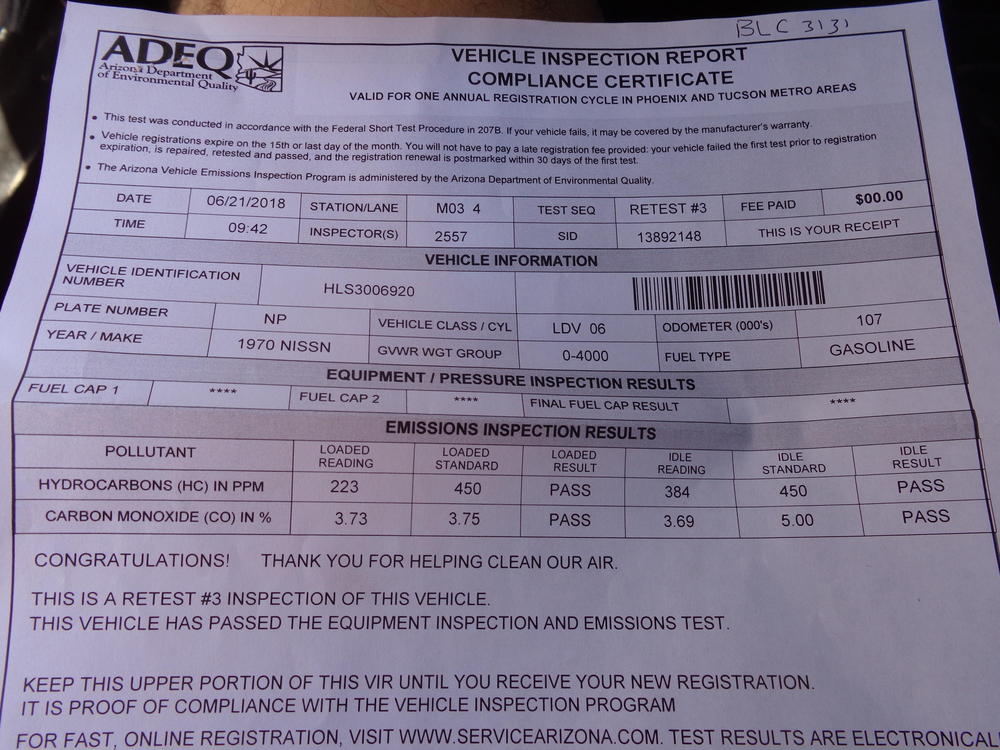 BLC 3131
ADEQ
Arizona Department
of Environmental Quality
VEHICLE INSPECTION REPORT
COMPLIANCE CERTIFICATE
VALID FOR ONE ANNUAL REGISTRATION CYCLE IN PHOENIX AND TUCSON METRO AREAS
• This test was conducted in accordance with the Federal Short Test Procedure in 207B. If your vehicle fails, it may be covered by the manufacturer's warranty.
• Vehicle registrations expire on the 15th or last day of the month. You will not have to pay a late registration fee provided: your vehicle failed the first test prior to registration
expiration, is repaired, retested and passed, and the registration renewal is postmarked within 30 days of the first test.
• The Arizona Vehicle Emissions Inspection Program is administered by the Arizona Department of Environmental Quality.
DATE 06/21/2018 STATION/LANE M03 4 TEST SEQ RETEST #3 FEE PAID $00.00
TIME 09:42 INSPECTOR(S) 2557 SID 13892148 THIS IS YOUR RECEIPT
VEHICLE INFORMATION
VEHICLE IDENTIFICATION
NUMBER HLS3006920
PLATE NUMBER NP VEHICLE CLASS / CYL LDV 06 ODOMETER (000's) 107
YEAR / MAKE 1970 NISSN GVWR WGT GROUP 0-4000 FUEL TYPE GASOLINE
EQUIPMENT / PRESSURE INSPECTION RESULTS
FUEL CAP 1 **** FUEL CAP 2 **** FINAL FUEL CAP RESULT ****
EMISSIONS INSPECTION RESULTS
POLLUTANT LOADED READING LOADED STANDARD LOADED RESULT IDLE READING IDLE STANDARD IDLE RESULT
HYDROCARBONS (HC) IN PPM 223 450 PASS 384 450 PASS
CARBON MONOXIDE (CO) IN % 3.73 3.75 PASS 3.69 5.00 PASS
CONGRATULATIONS! THANK YOU FOR HELPING CLEAN OUR AIR.
THIS IS A RETEST #3 INSPECTION OF THIS VEHICLE.
THIS VEHICLE HAS PASSED THE EQUIPMENT INSPECTION AND EMISSIONS TEST.
KEEP THIS UPPER PORTION OF THIS VIR UNTIL YOU RECEIVE YOUR NEW REGISTRATION.
IT IS PROOF OF COMPLIANCE WITH THE VEHICLE INSPECTION PROGRAM
FOR FAST, ONLINE REGISTRATION, VISIT WWW.SERVICEARIZONA.COM. TEST RESULTS ARE ELECTRONICAL